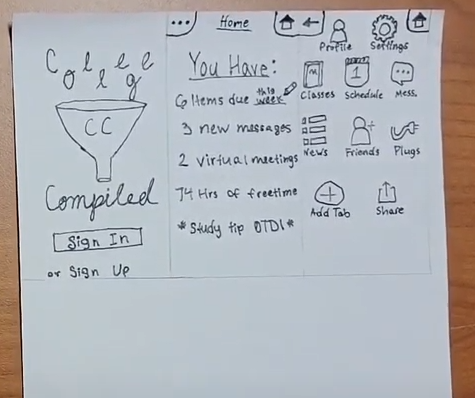 College
CC
Compiled
Sign In
or Sign Up
Home
You Have:
6 Items due this week
3 new messages
2 virtual meetings
74 Hrs of freetime
*Study tip OTD!*
Profile
Settings
Classes
Schedule
Mess.
1
News
Friends
Plugs
Add Tab
Share